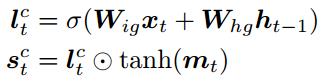 l_t^c = σ(W_{ig}x_t + W_{hg}h_{t−1})
s_t^c = l_t^c ⊙ tanh(m_t)